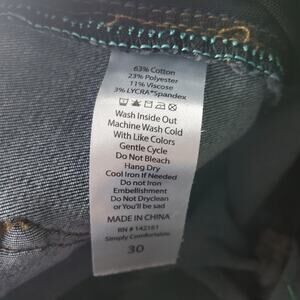 63% Cotton
23% Polyester
11% Viscose
3% LYCRA®Spandex
Wash Inside Out
Machine Wash Cold
With Like Colors
Gentle Cycle
Do Not Bleach
Hang Dry
Cool Iron If Needed
Do not Iron
Embellishment
Do Not Dryclean
or You'll be sad
MADE IN CHINA
RN # 142161
Simply Comfortable.
30